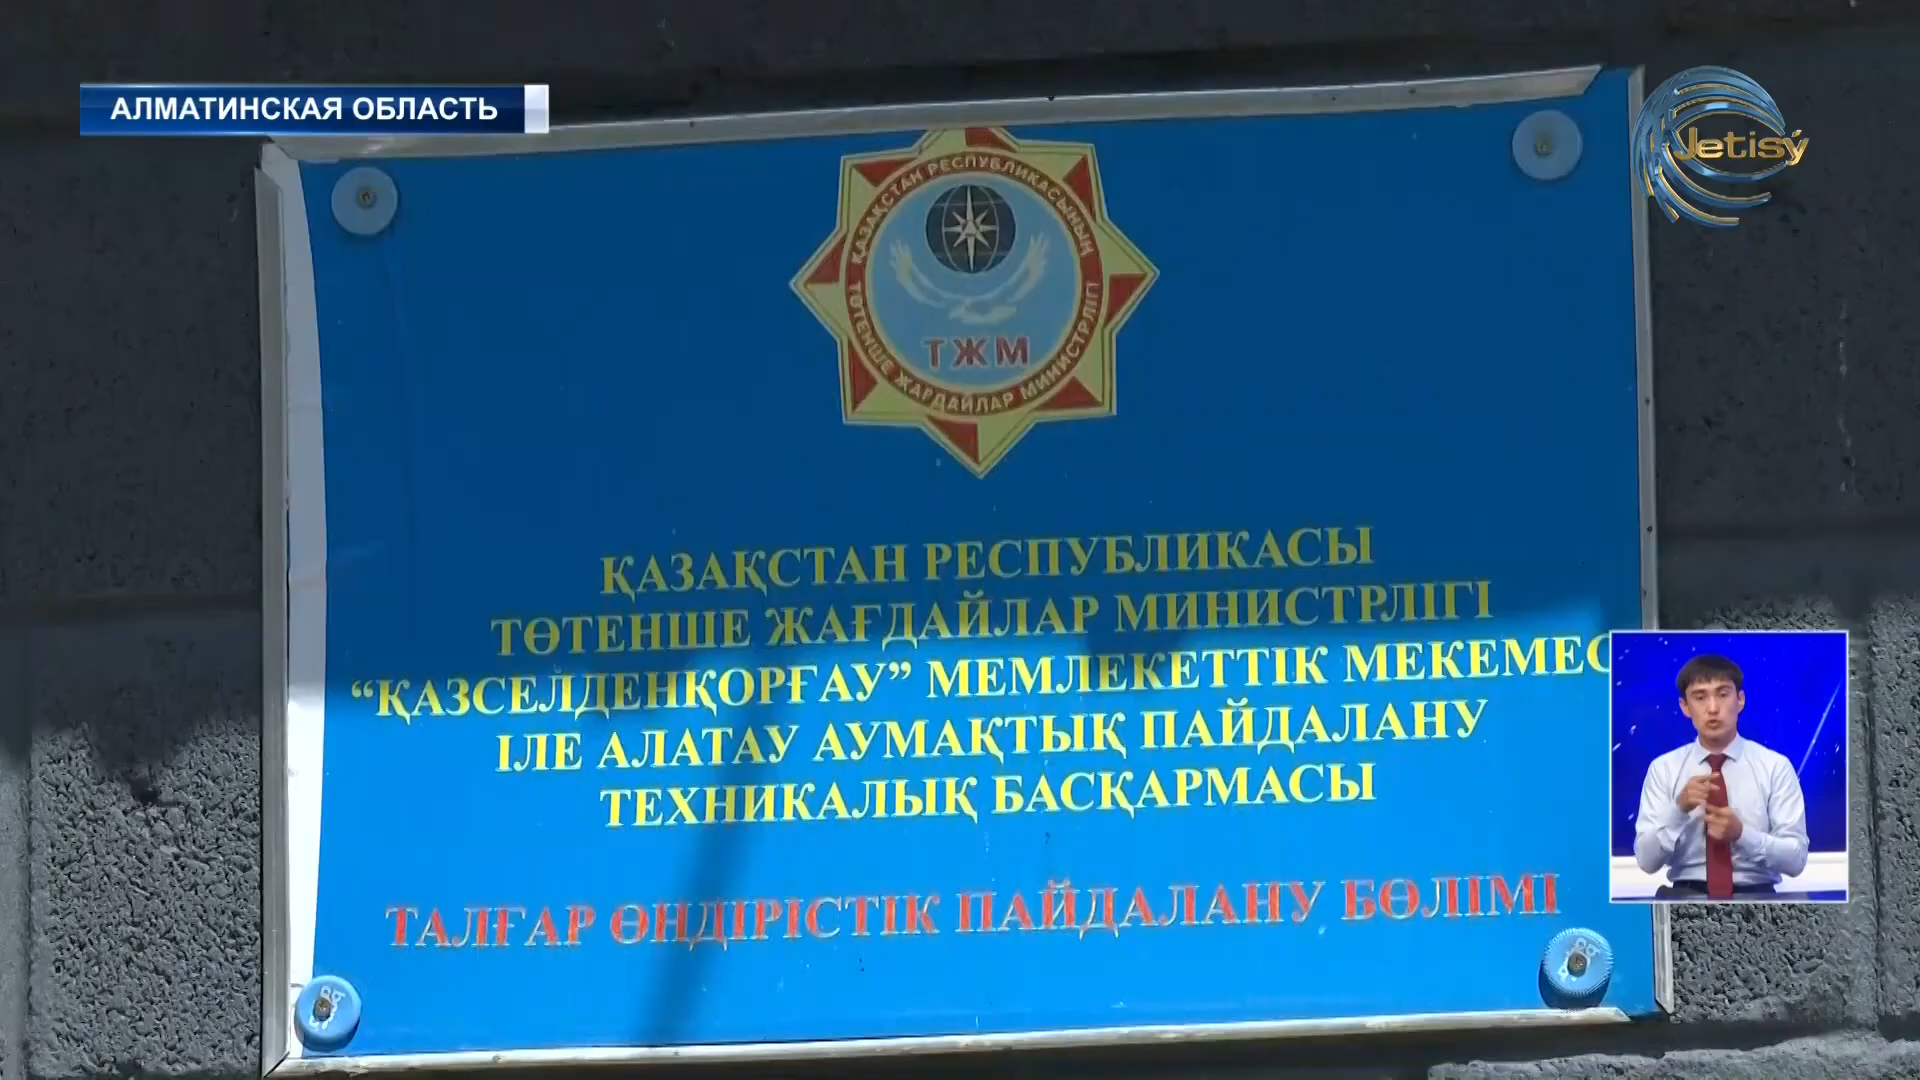 АЛМАТИНСКАЯ ОБЛАСТЬ
Jetisý
ҚАЗАҚСТАН РЕСПУБЛИКАСЫНЫҢ
ТӨТЕНШЕ ЖАҒДАЙЛАР МИНИСТРЛІГІ
ТЖМ
ҚАЗАҚСТАН РЕСПУБЛИКАСЫ
ТӨТЕНШЕ ЖАҒДАЙЛАР МИНИСТРЛІГІ
“ҚАЗСЕЛДЕНҚОРҒАУ” МЕМЛЕКЕТТІК МЕКЕМЕС
ІЛЕ АЛАТАУ АУМАҚТЫҚ ПАЙДАЛАНУ
ТЕХНИКАЛЫҚ БАСҚАРМАСЫ
ТАЛҒАР ӨНДІРІСТІК ПАЙДАЛАНУ БӨЛІМІ